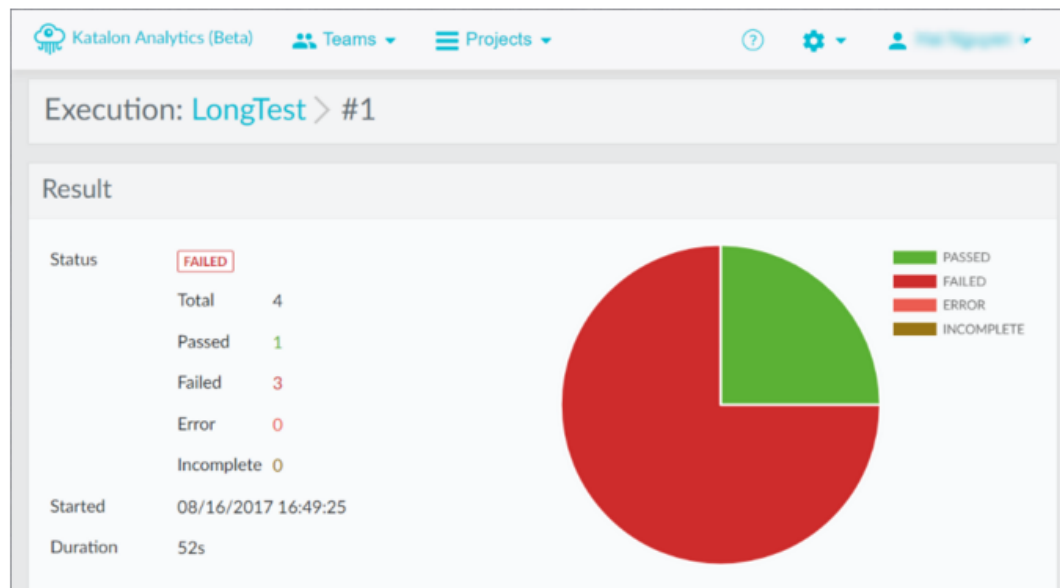 Katalon Analytics (Beta) Teams Projects ?
Execution: LongTest > #1
Result
Status FAILED
Total 4
Passed 1
Failed 3
Error 0
Incomplete 0
Started 08/16/2017 16:49:25
Duration 52s
PASSED
FAILED
ERROR
INCOMPLETE